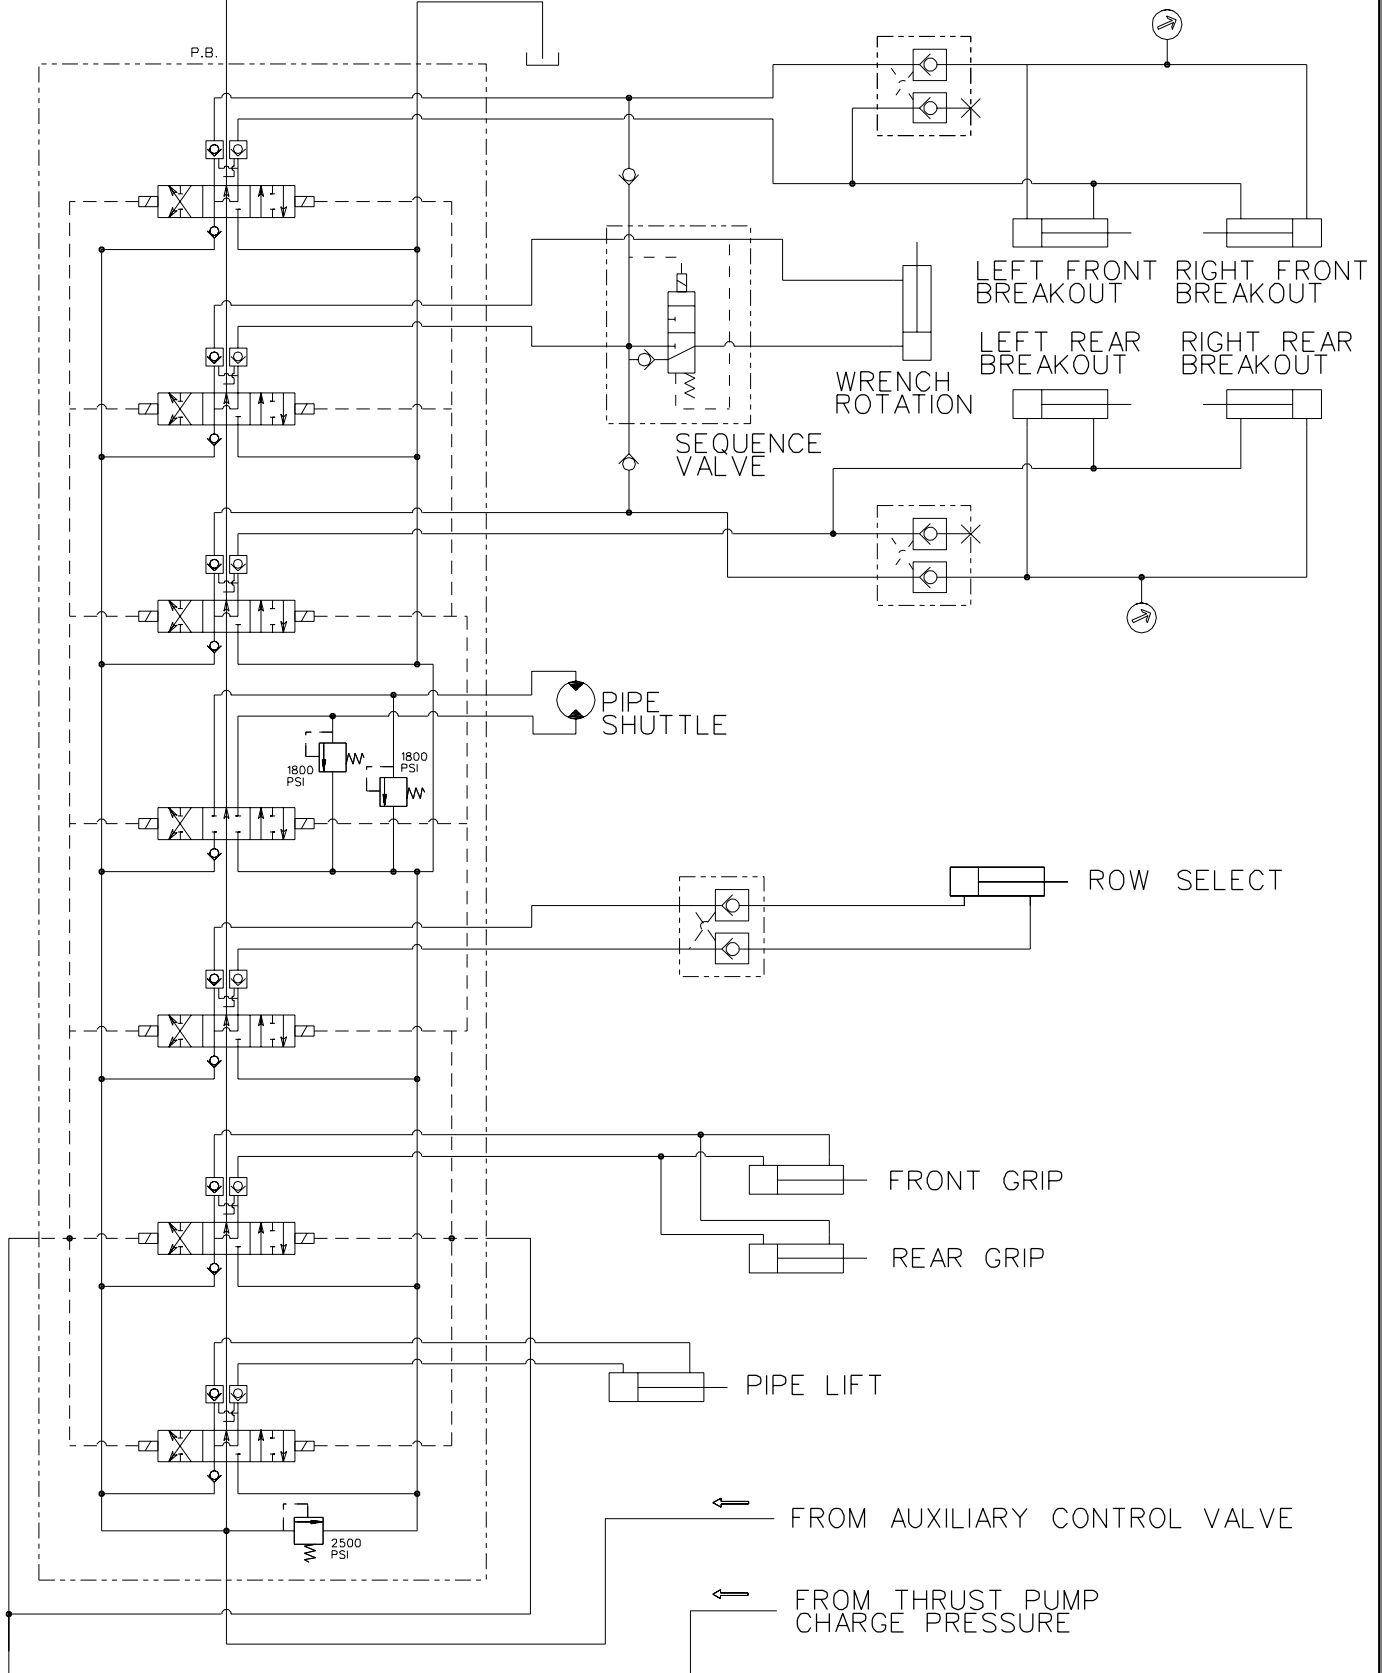 P.B.
LEFT FRONT
BREAKOUT
RIGHT FRONT
BREAKOUT
LEFT REAR
BREAKOUT
RIGHT REAR
BREAKOUT
WRENCH
ROTATION
SEQUENCE
VALVE
PIPE
SHUTTLE
1800
PSI
1800
PSI
ROW SELECT
FRONT GRIP
REAR GRIP
PIPE LIFT
FROM AUXILIARY CONTROL VALVE
2500
PSI
FROM THRUST PUMP
CHARGE PRESSURE